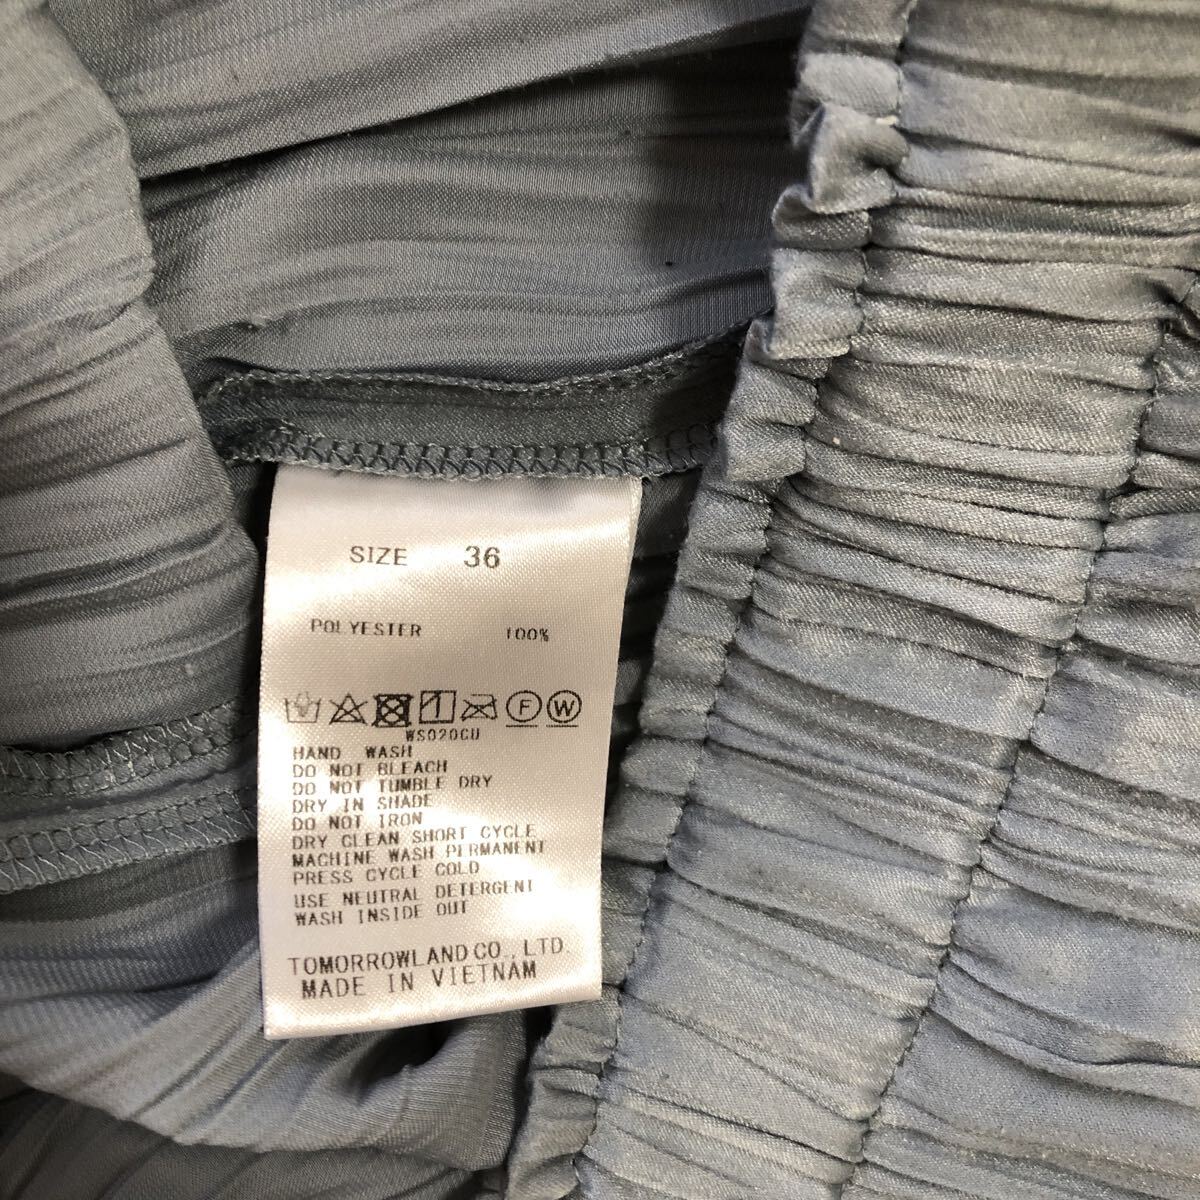 SIZE 36
POLYESTER 100%
F W
WS020CU
HAND WASH
DO NOT BLEACH
DO NOT TUMBLE DRY
DRY IN SHADE
DO NOT IRON
DRY CLEAN SHORT CYCLE
MACHINE WASH PERMANENT
PRESS CYCLE COLD
USE NEUTRAL DETERGENT
WASH INSIDE OUT
TOMORROWLAND CO., LTD.
MADE IN VIETNAM